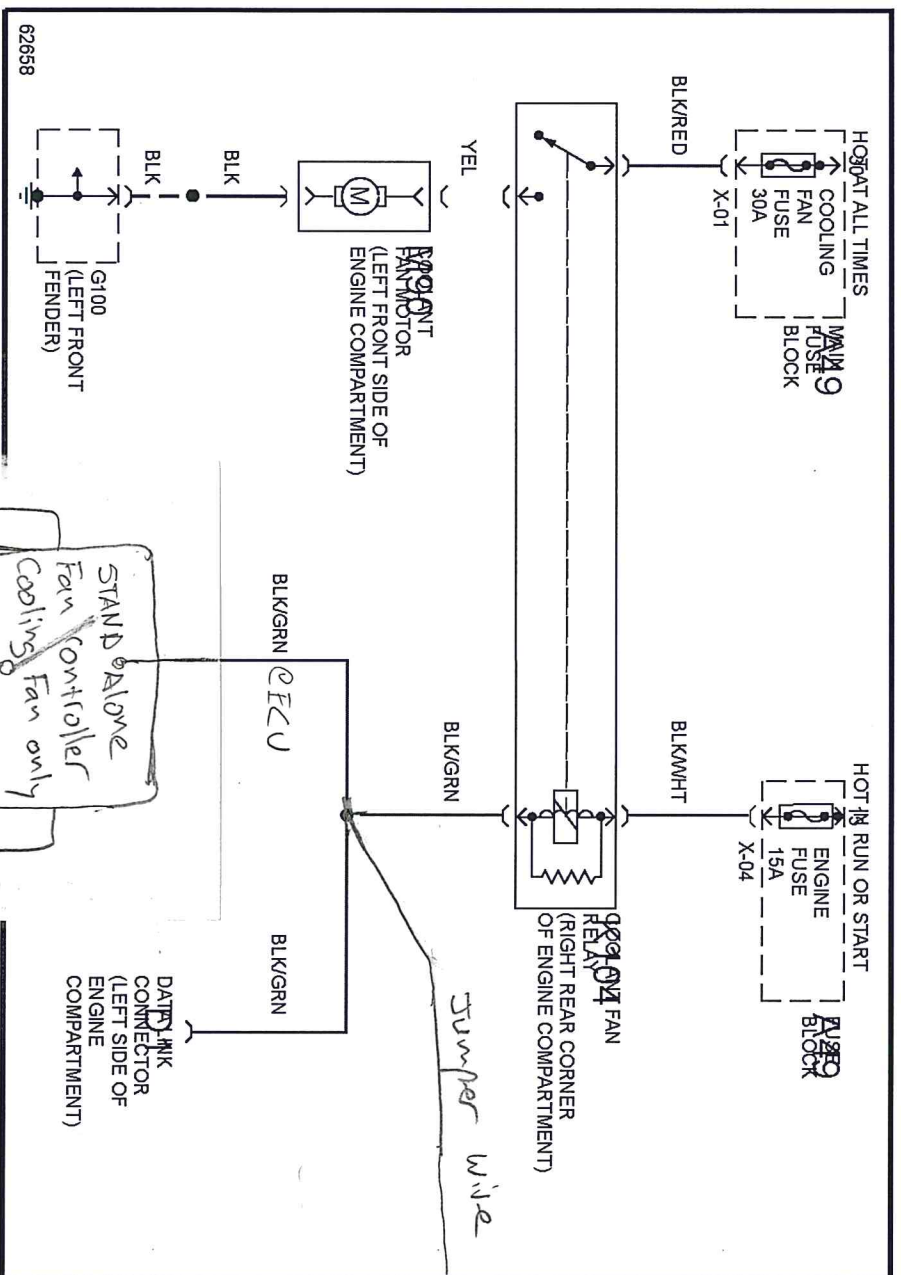 HOT AT ALL TIMES
COOLING
FAN
FUSE
30A
X-01
MAIN
FUSE
BLOCK
A49
BLK/RED
HOT IN RUN OR START
ENGINE
FUSE
15A
X-04
FUSE
BLOCK
A49
BLK/WHT
COOLANT FAN
RELAY
(RIGHT REAR CORNER
OF ENGINE COMPARTMENT)
YEL
M
COOLANT
FAN MOTOR
(LEFT FRONT SIDE OF
ENGINE COMPARTMENT)
BLK
BLK
G100
(LEFT FRONT
FENDER)
BLK/GRN
Jumper wire
BLK/GRN
BLK/GRN
DATA LINK
CONNECTOR
(LEFT SIDE OF
ENGINE
COMPARTMENT)
STAND Alone
Fan Controller
Cooling Fan only
62658